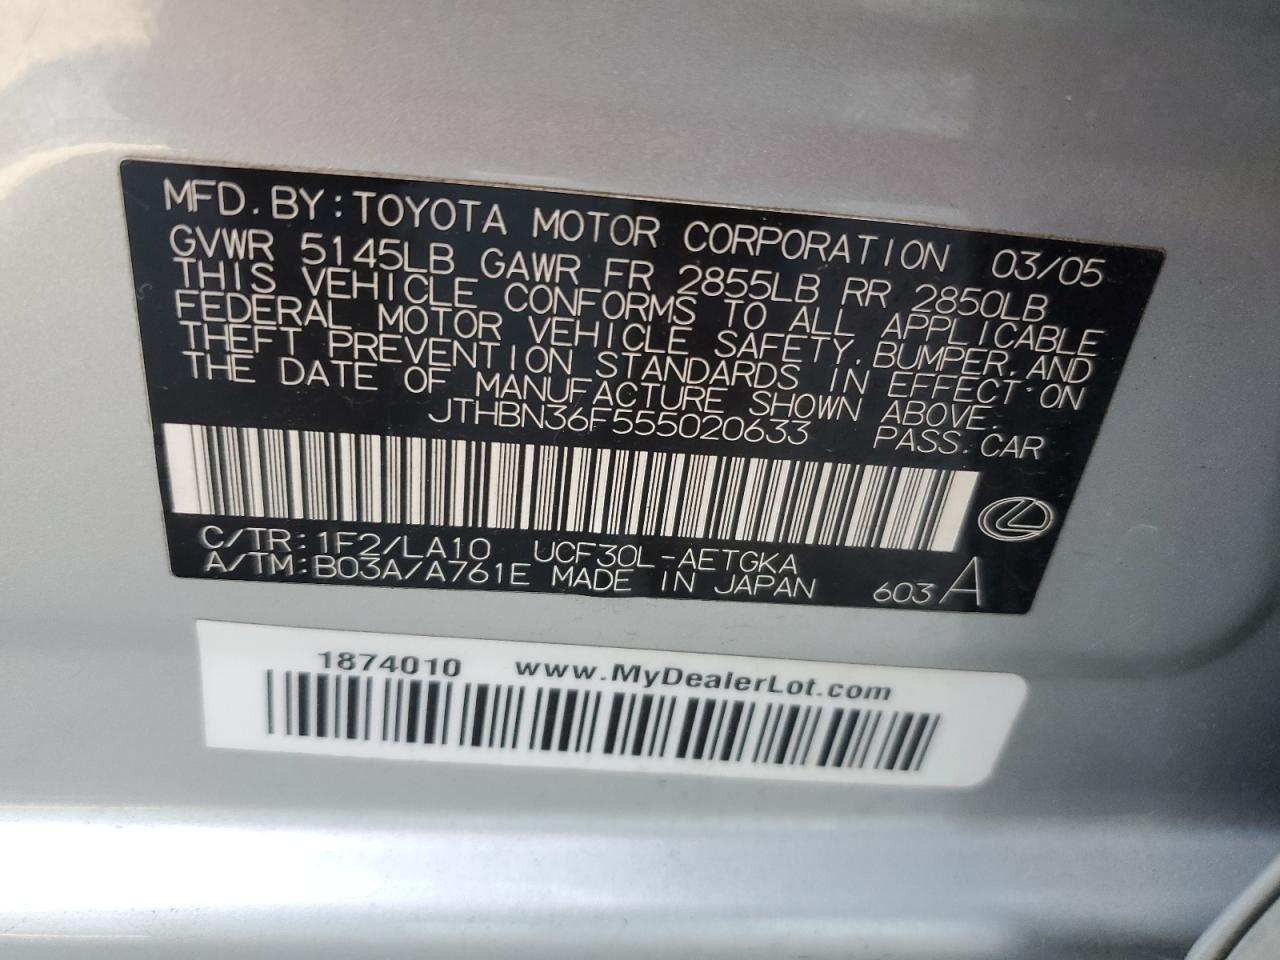 MFD. BY: TOYOTA MOTOR CORPORATION 03/05
GVWR 5145LB GAWR FR 2855LB RR 2850LB
THIS VEHICLE CONFORMS TO ALL APPLICABLE
FEDERAL MOTOR VEHICLE SAFETY, BUMPER, AND
THEFT PREVENTION STANDARDS IN EFFECT ON
THE DATE OF MANUFACTURE SHOWN ABOVE.
JTHBN36F555020633 PASS. CAR
C/TR: 1F2/LA10 UCF30L-AETGKA
A/TM: B03A/A761E MADE IN JAPAN 603 A
1874010 www.MyDealerLot.com